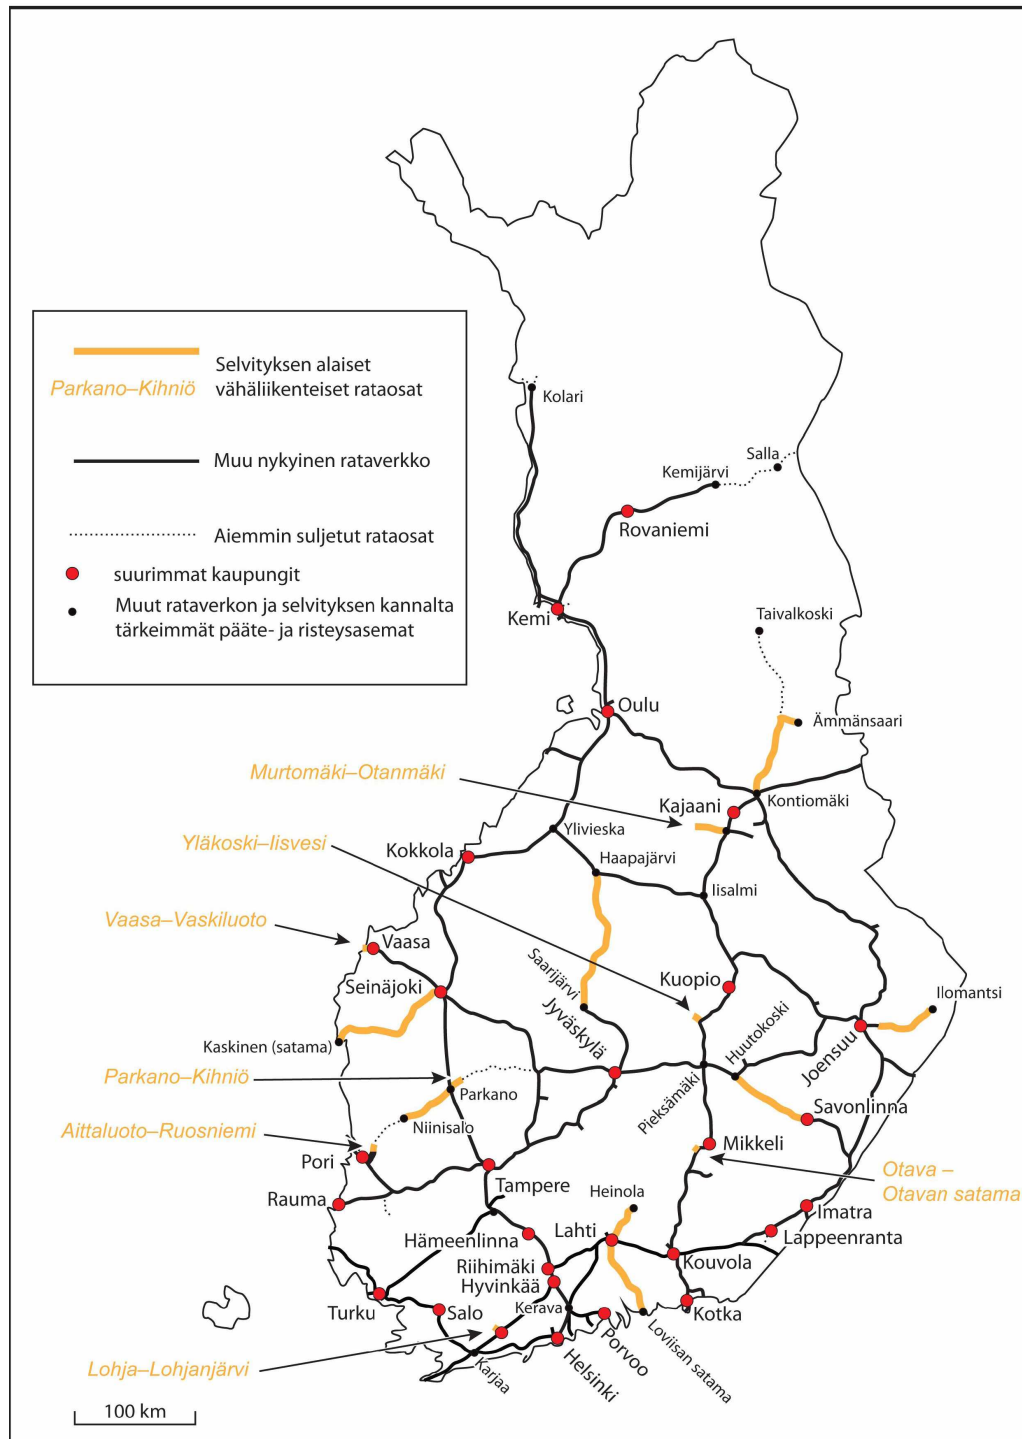 Selvityksen alaiset
vähäliikenteiset rataosat
Parkano–Kihniö
Muu nykyinen rataverkko
Aiemmin suljetut rataosat
suurimmat kaupungit
Muut rataverkon ja selvityksen kannalta
tärkeimmät pääte- ja risteysasemat
Kolari
Salla
Kemijärvi
Rovaniemi
Kemi
Taivalkoski
Oulu
Ämmänsaari
Murtomäki–Otanmäki
Kajaani
Kontiomäki
Ylivieska
Yläkoski–Iisvesi
Kokkola
Haapajärvi
Iisalmi
Vaasa–Vaskiluoto
Vaasa
Saarijärvi
Kuopio
Seinäjoki
Ilomantsi
Jyväskylä
Huutokoski
Joensuu
Kaskinen (satama)
Parkano–Kihniö
Parkano
Pieksämäki
Savonlinna
Niinisalo
Aittaluoto–Ruosniemi
Pori
Mikkeli
Otava –
Otavan satama
Tampere
Rauma
Heinola
Imatra
Hämeenlinna
Lahti
Lappeenranta
Riihimäki
Kouvola
Hyvinkää
Turku
Salo
Kerava
Kotka
Porvoo
Loviisan satama
Lohja–Lohjanjärvi
Karjaa
Helsinki
100 km